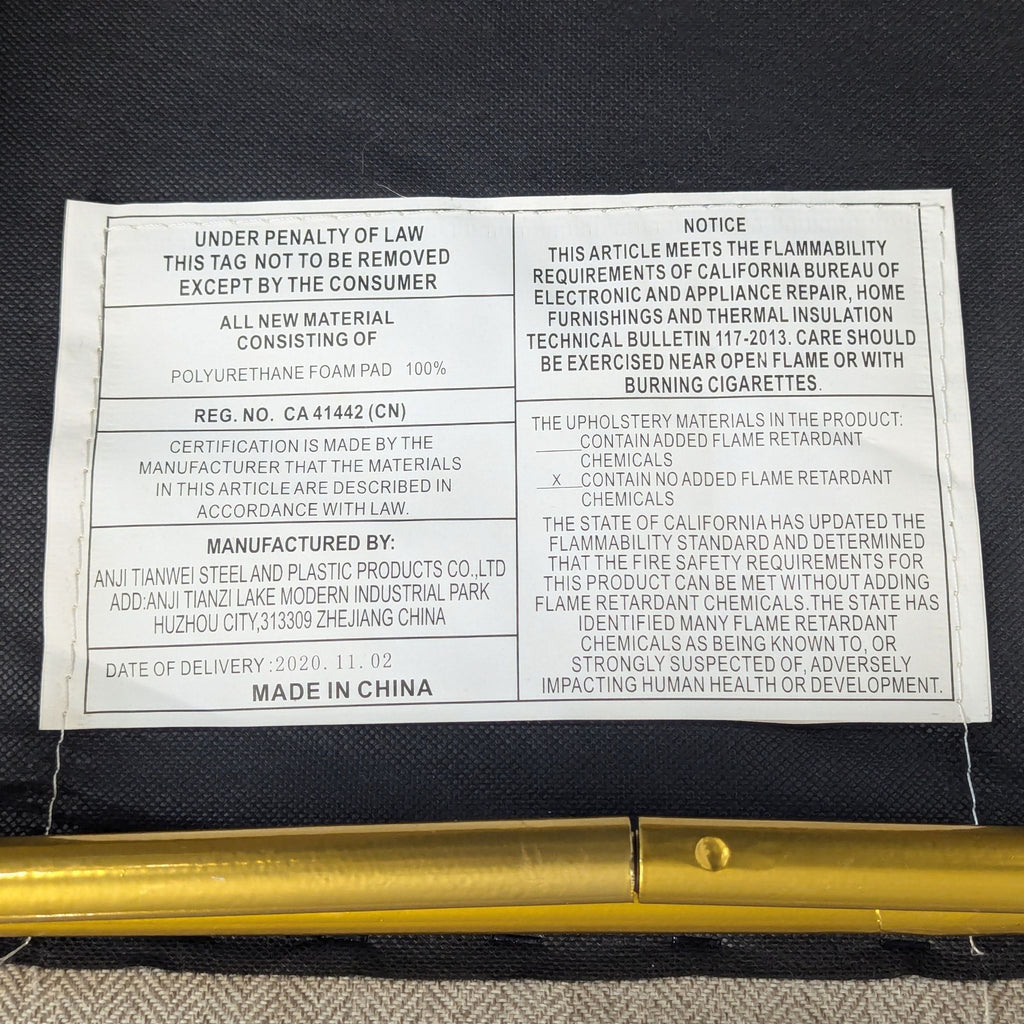 UNDER PENALTY OF LAW
THIS TAG NOT TO BE REMOVED
EXCEPT BY THE CONSUMER
ALL NEW MATERIAL
CONSISTING OF
POLYURETHANE FOAM PAD 100%
REG. NO. CA 41442 (CN)
CERTIFICATION IS MADE BY THE
MANUFACTURER THAT THE MATERIALS
IN THIS ARTICLE ARE DESCRIBED IN
ACCORDANCE WITH LAW.
MANUFACTURED BY:
ANJI TIANWEI STEEL AND PLASTIC PRODUCTS CO.,LTD
ADD:ANJI TIANZI LAKE MODERN INDUSTRIAL PARK
HUZHOU CITY,313309 ZHEJIANG CHINA
DATE OF DELIVERY :2020.11.02
MADE IN CHINA
NOTICE
THIS ARTICLE MEETS THE FLAMMABILITY
REQUIREMENTS OF CALIFORNIA BUREAU OF
ELECTRONIC AND APPLIANCE REPAIR, HOME
FURNISHINGS AND THERMAL INSULATION
TECHNICAL BULLETIN 117-2013. CARE SHOULD
BE EXERCISED NEAR OPEN FLAME OR WITH
BURNING CIGARETTES.
THE UPHOLSTERY MATERIALS IN THE PRODUCT:
_____CONTAIN ADDED FLAME RETARDANT
CHEMICALS
__X__CONTAIN NO ADDED FLAME RETARDANT
CHEMICALS
THE STATE OF CALIFORNIA HAS UPDATED THE
FLAMMABILITY STANDARD AND DETERMINED
THAT THE FIRE SAFETY REQUIREMENTS FOR
THIS PRODUCT CAN BE MET WITHOUT ADDING
FLAME RETARDANT CHEMICALS.THE STATE HAS
IDENTIFIED MANY FLAME RETARDANT
CHEMICALS AS BEING KNOWN TO, OR
STRONGLY SUSPECTED OF, ADVERSELY
IMPACTING HUMAN HEALTH OR DEVELOPMENT.